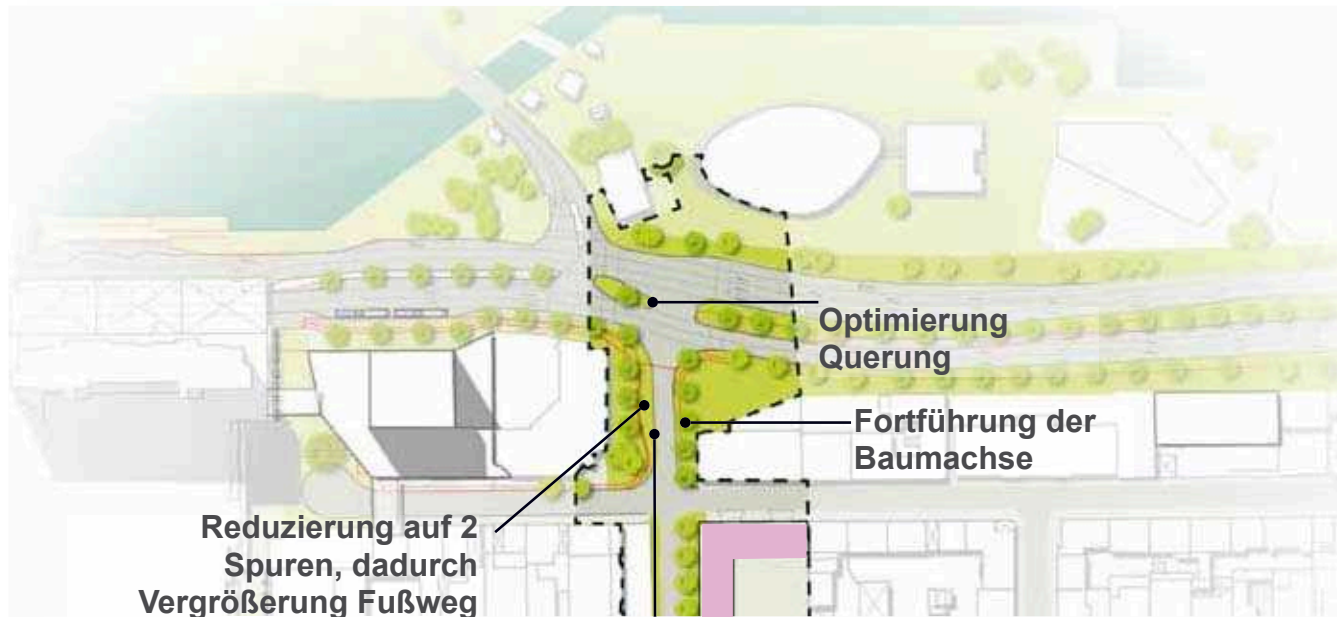 Optimierung
Querung
Fortführung der
Baumachse
Reduzierung auf 2
Spuren, dadurch
Vergrößerung Fußweg